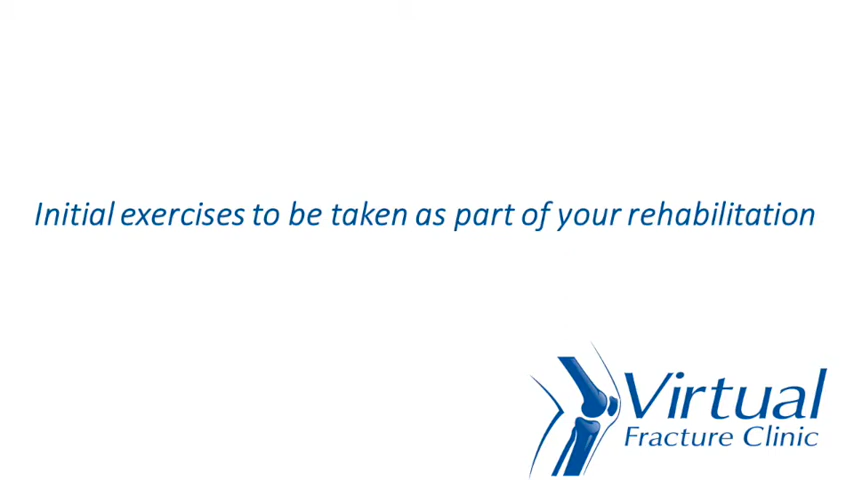 Initial exercises to be taken as part of your rehabilitation
Virtual
Fracture Clinic